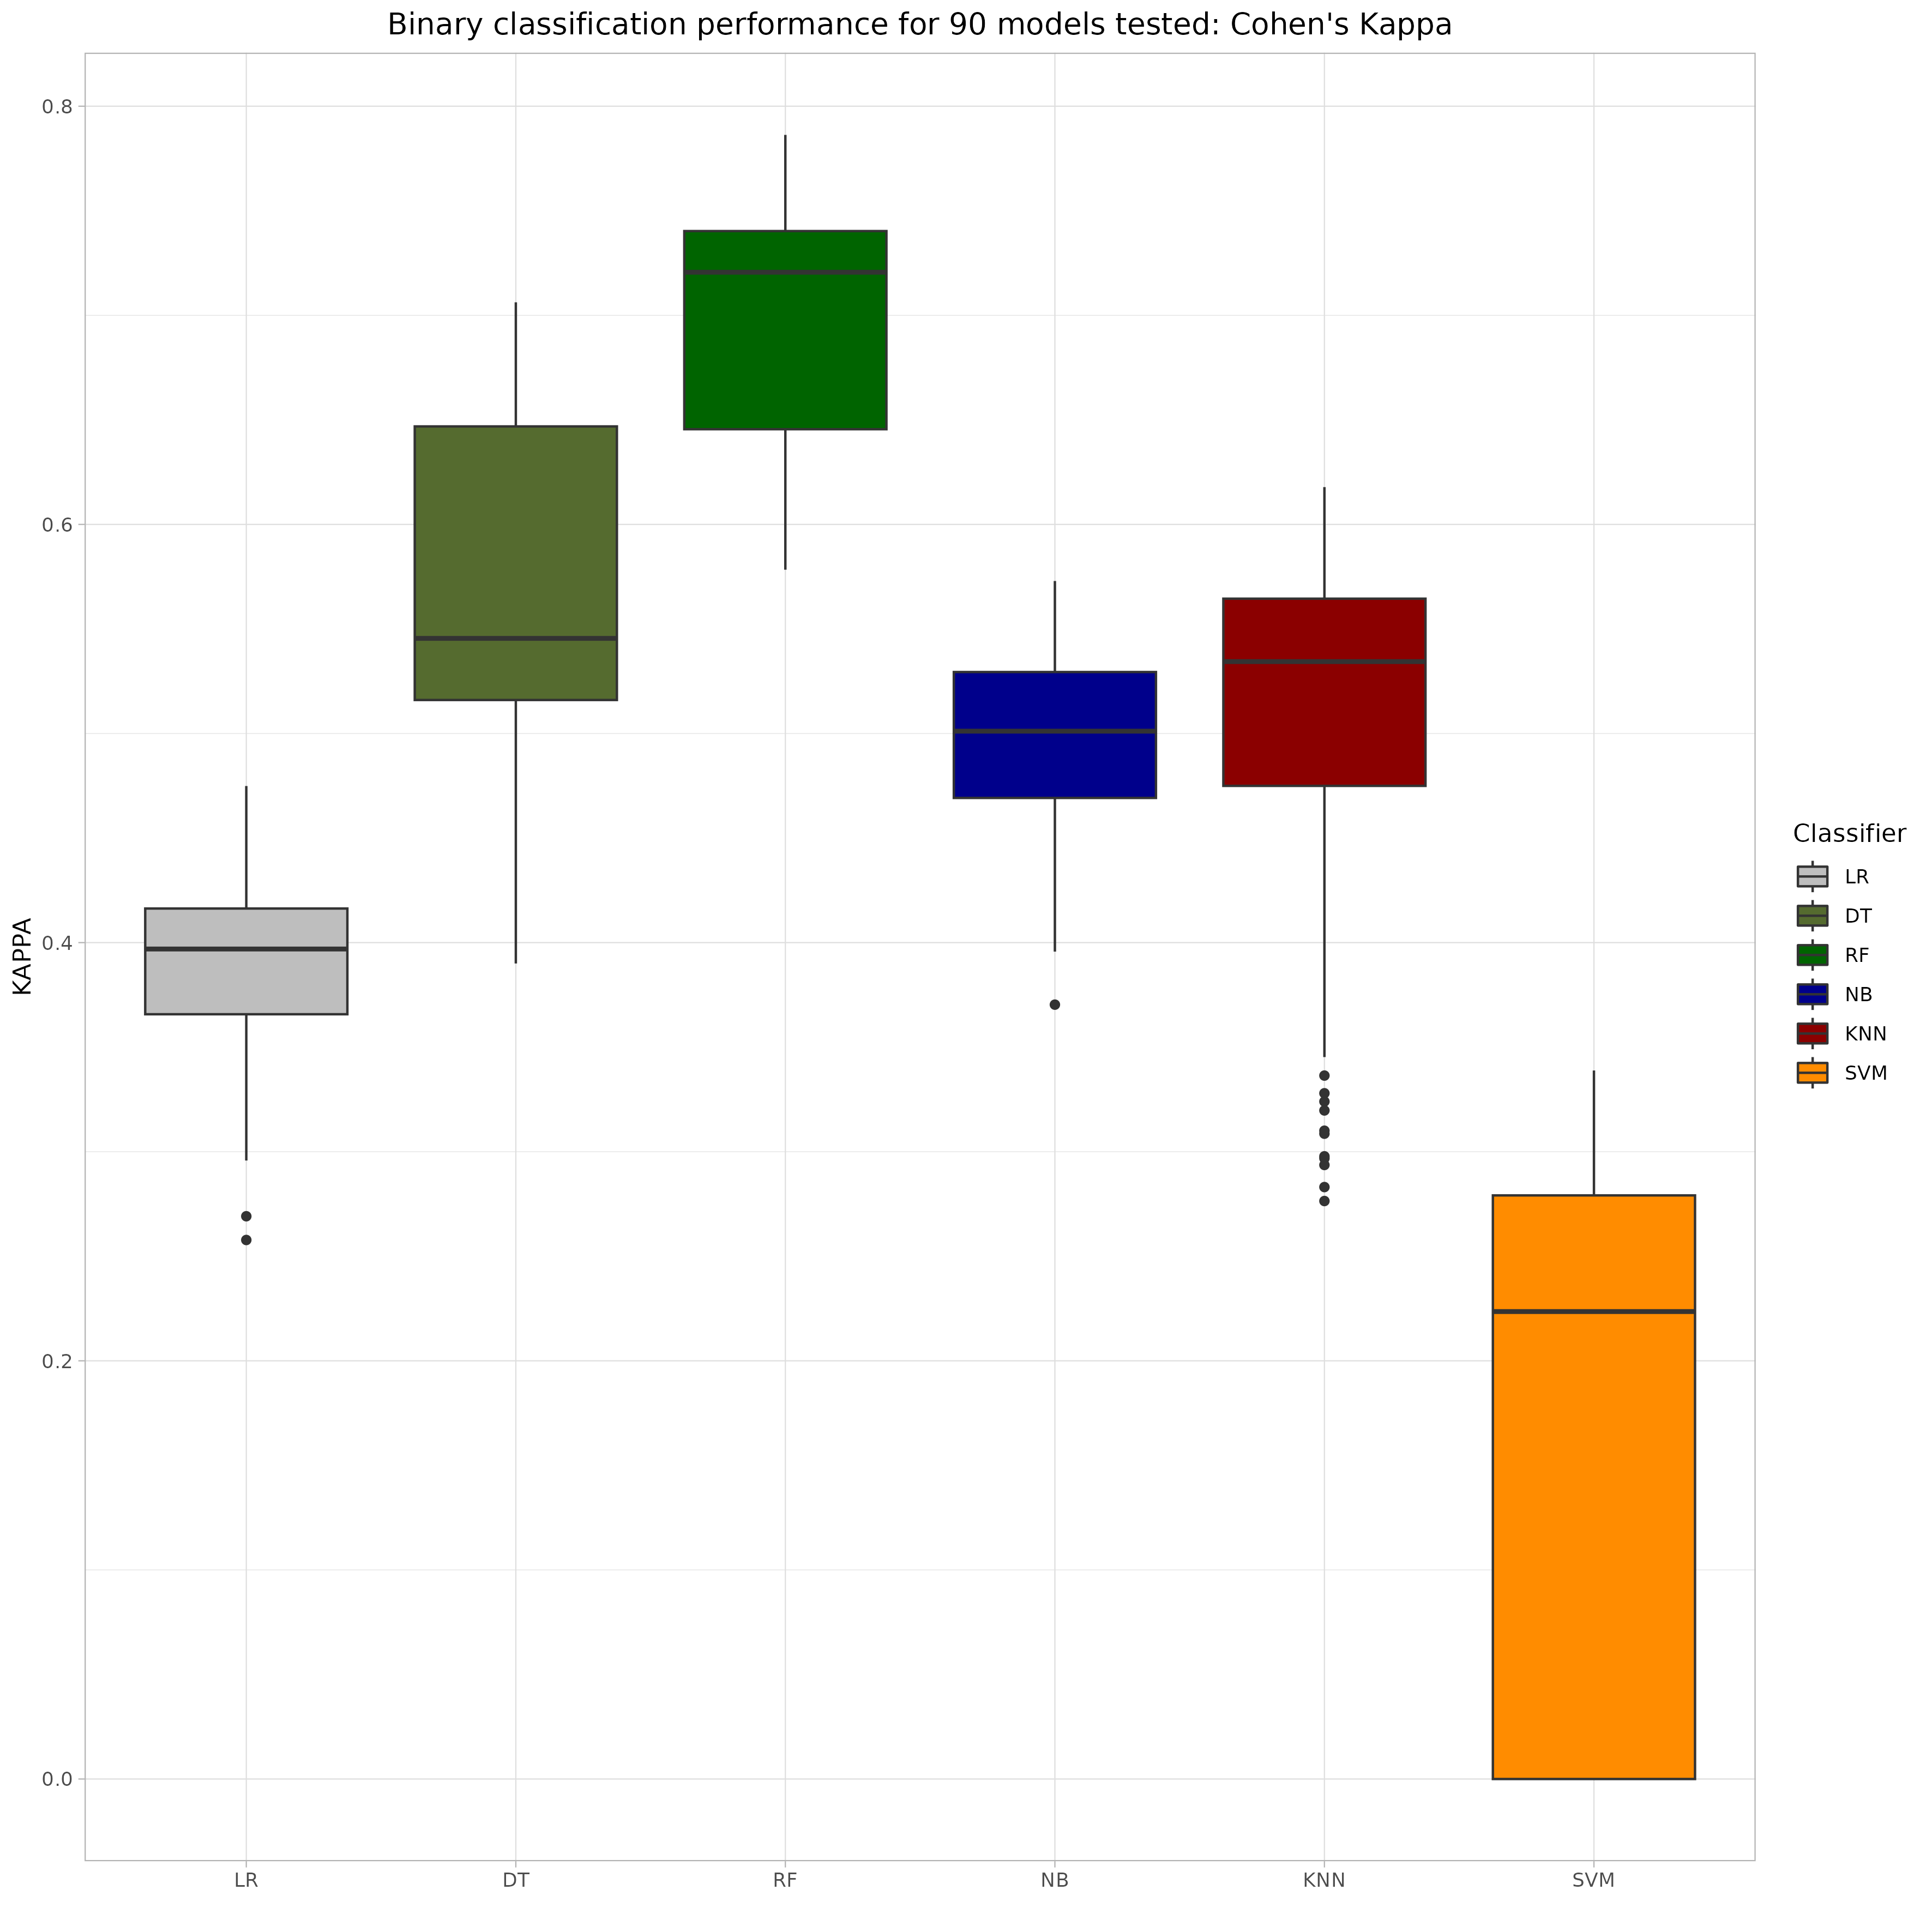 Binary classification performance for 90 models tested: Cohen's Kappa
0.8
0.6
0.4
0.2
0.0
KAPPA
LR
DT
RF
NB
KNN
SVM
Classifier
LR
DT
RF
NB
KNN
SVM